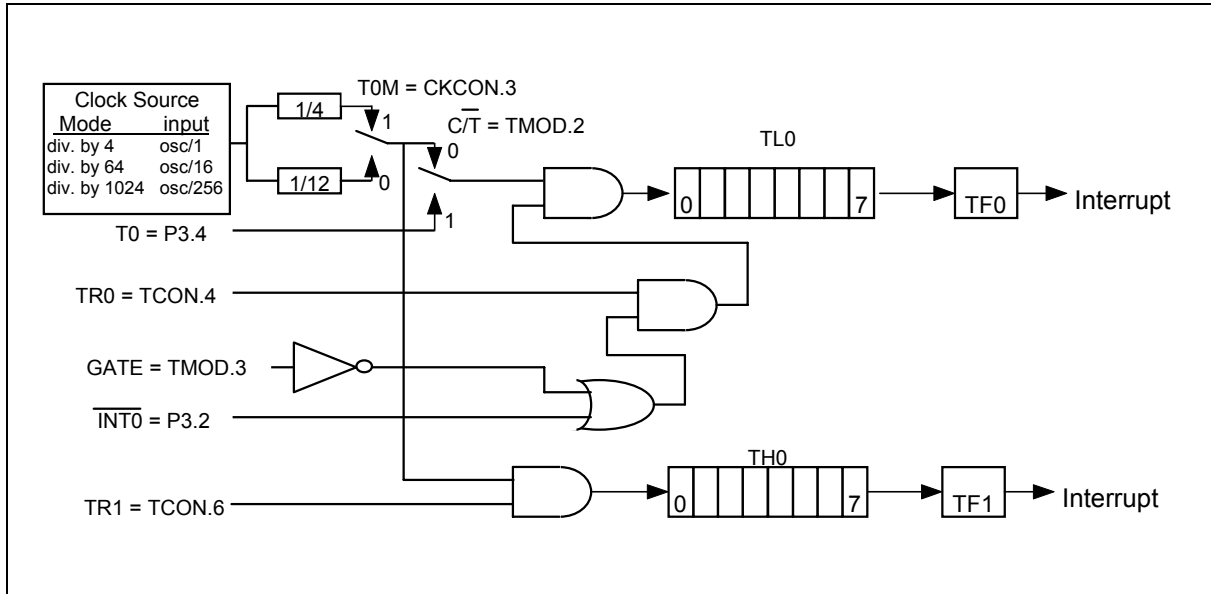 Clock Source
Mode input
div. by 4 osc/1
div. by 64 osc/16
div. by 1024 osc/256
1/4
1/12
T0M = CKCON.3
1
0
C/T̅ = TMOD.2
0
1
T0 = P3.4
TL0
0 7
TF0
Interrupt
TR0 = TCON.4
GATE = TMOD.3
I̅N̅T̅0̅ = P3.2
TR1 = TCON.6
TH0
0 7
TF1
Interrupt